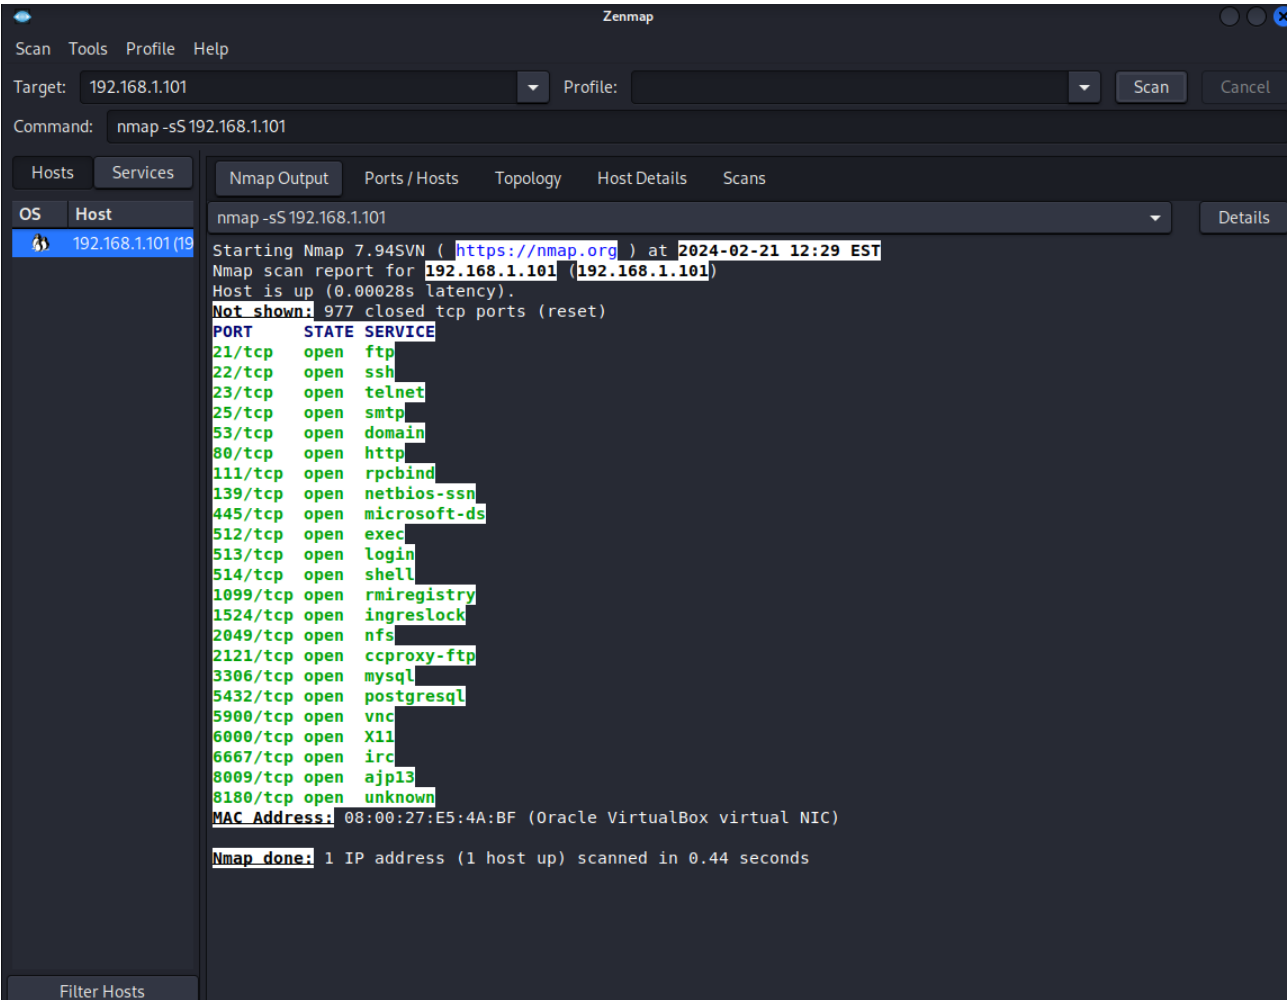 Zenmap
Scan Tools Profile Help
Target: 192.168.1.101 Profile: Scan Cancel
Command: nmap -sS 192.168.1.101
Hosts Services
Nmap Output Ports / Hosts Topology Host Details Scans
OS Host
nmap -sS 192.168.1.101 Details
192.168.1.101 (19
Starting Nmap 7.94SVN ( https://nmap.org ) at 2024-02-21 12:29 EST
Nmap scan report for 192.168.1.101 (192.168.1.101)
Host is up (0.00028s latency).
Not shown: 977 closed tcp ports (reset)
PORT STATE SERVICE
21/tcp open ftp
22/tcp open ssh
23/tcp open telnet
25/tcp open smtp
53/tcp open domain
80/tcp open http
111/tcp open rpcbind
139/tcp open netbios-ssn
445/tcp open microsoft-ds
512/tcp open exec
513/tcp open login
514/tcp open shell
1099/tcp open rmiregistry
1524/tcp open ingreslock
2049/tcp open nfs
2121/tcp open ccproxy-ftp
3306/tcp open mysql
5432/tcp open postgresql
5900/tcp open vnc
6000/tcp open X11
6667/tcp open irc
8009/tcp open ajp13
8180/tcp open unknown
MAC Address: 08:00:27:E5:4A:BF (Oracle VirtualBox virtual NIC)
Nmap done: 1 IP address (1 host up) scanned in 0.44 seconds
Filter Hosts